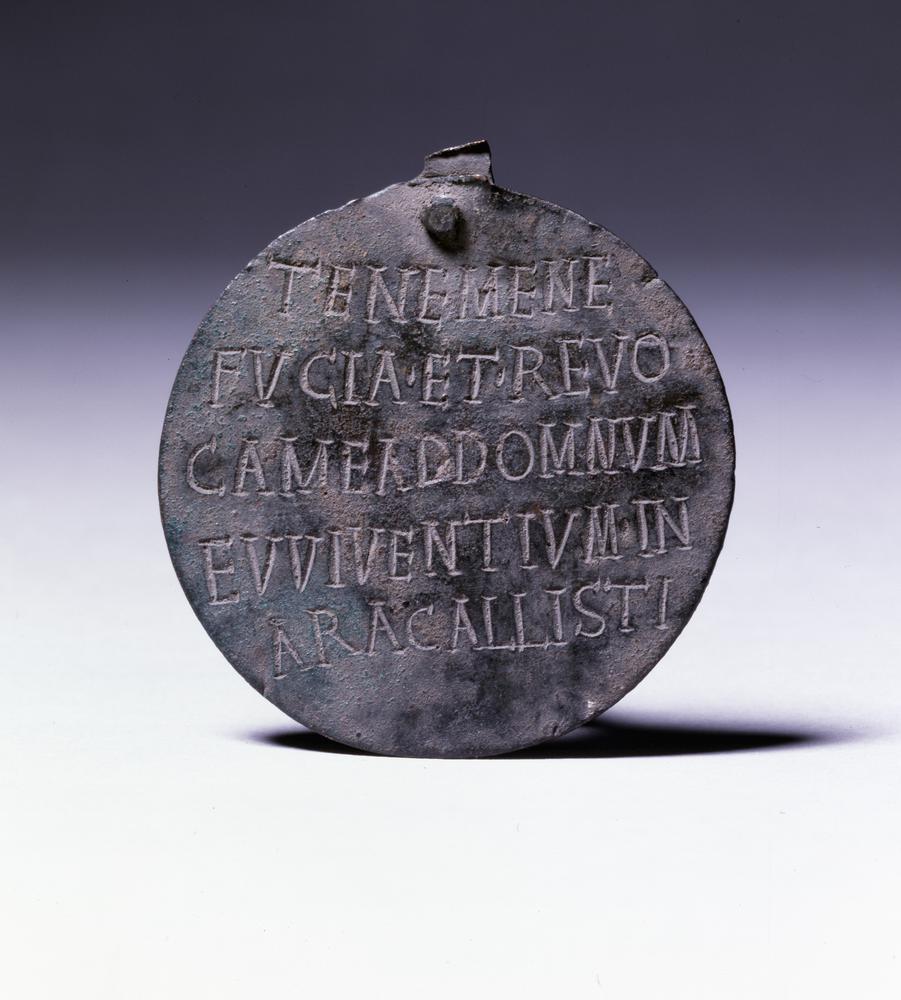 TENEMENE
FVGIA·ET·REVO
CAMEADDOMNVM
EVVIVENTIVM·IN
ARACALLISTI